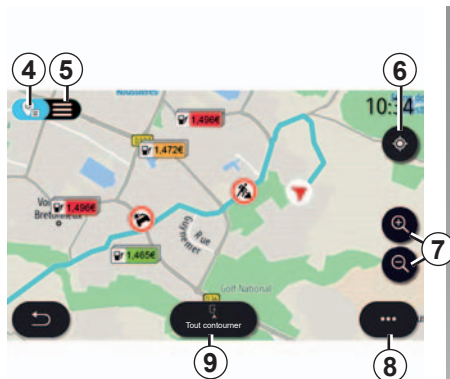 4
5
6
Nousseries
1,496€
10:34
1,472€
1,496€
Rue
Guynemer
7
1,465€
Golf National
Tout contourner
9
8